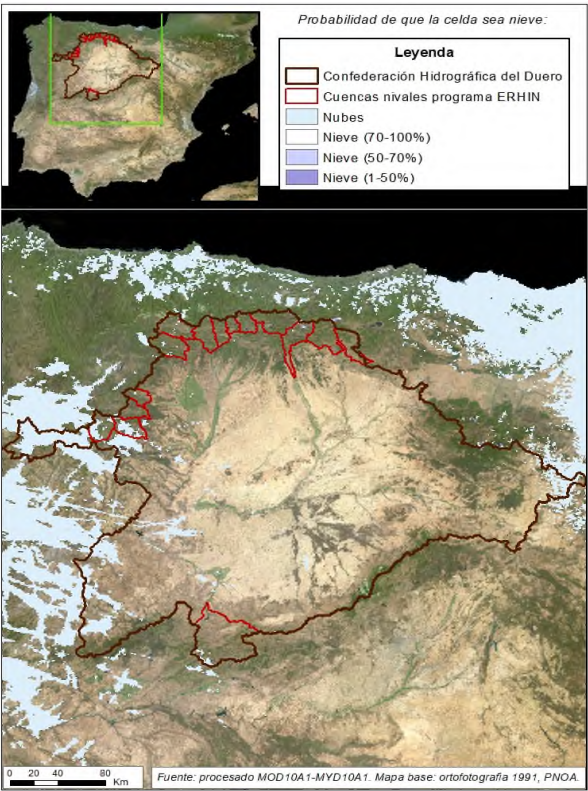 Probabilidad de que la celda sea nieve:
Leyenda
Confederación Hidrográfica del Duero
Cuencas nivales programa ERHIN
Nubes
Nieve (70-100%)
Nieve (50-70%)
Nieve (1-50%)
0 20 40 80
Km
Fuente: procesado MOD10A1-MYD10A1. Mapa base: ortofotografia 1991, PNOA.